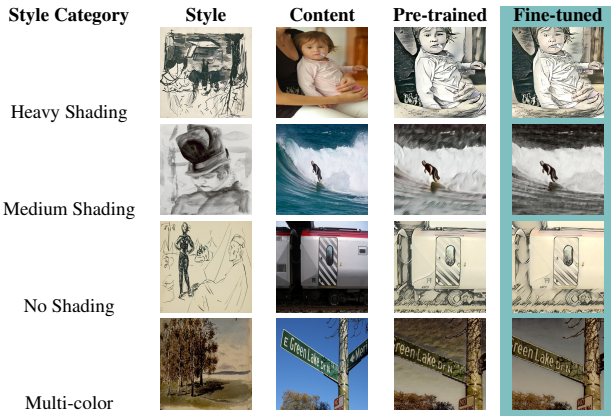 Style Category Style Content Pre-trained Fine-tuned
Heavy Shading
Medium Shading
No Shading
E Green Lake Dr N
Green Lake Dr N
Green Lake Dr N
Multi-color